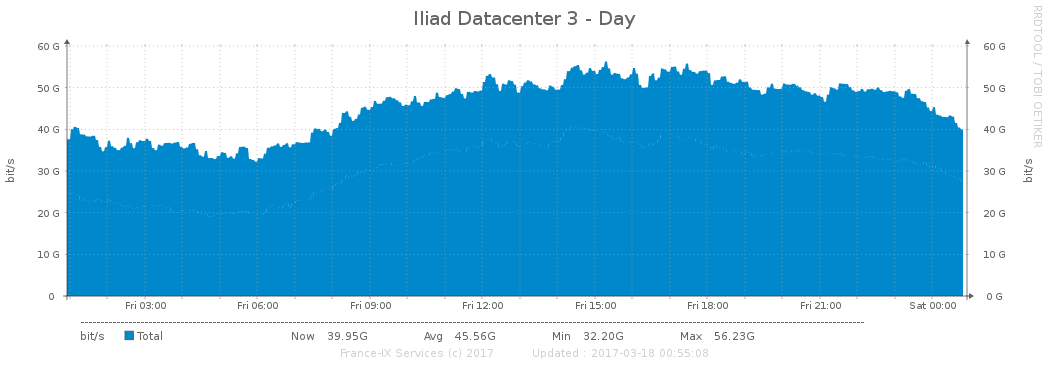 Iliad Datacenter 3 - Day
RRDTOOL / TOBI OETIKER
60 G 60 G
50 G 50 G
40 G 40 G
30 G 30 G
20 G 20 G
10 G 10 G
0 0 G
bit/s bit/s
Fri 03:00 Fri 06:00 Fri 09:00 Fri 12:00 Fri 15:00 Fri 18:00 Fri 21:00 Sat 00:00
bit/s Total Now 39.95G Avg 45.56G Min 32.20G Max 56.23G
France-IX Services (c) 2017 Updated : 2017-03-18 00:55:08